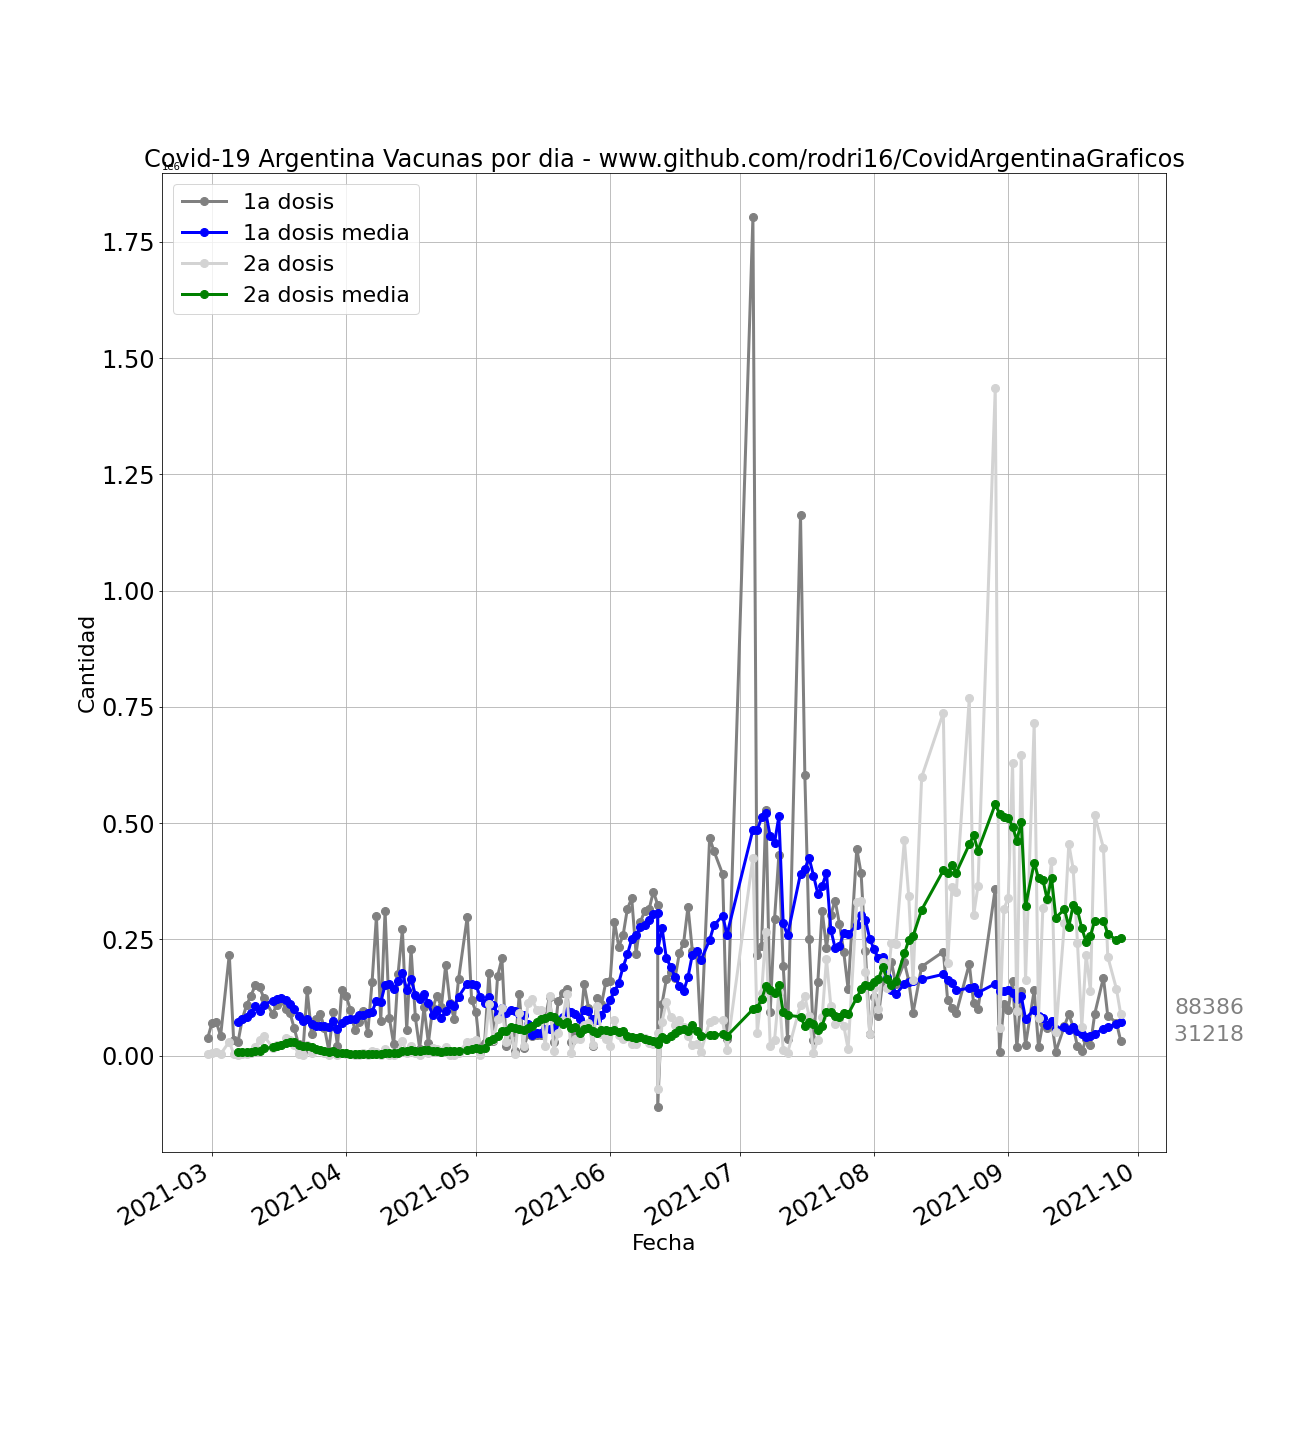 Covid-19 Argentina Vacunas por dia - www.github.com/rodri16/CovidArgentinaGraficos
1e6
1a dosis
1a dosis media
2a dosis
2a dosis media
1.75
1.50
1.25
1.00
0.75
0.50
0.25
0.00
Cantidad
88386
31218
2021-03
2021-04
2021-05
2021-06
2021-07
2021-08
2021-09
2021-10
Fecha